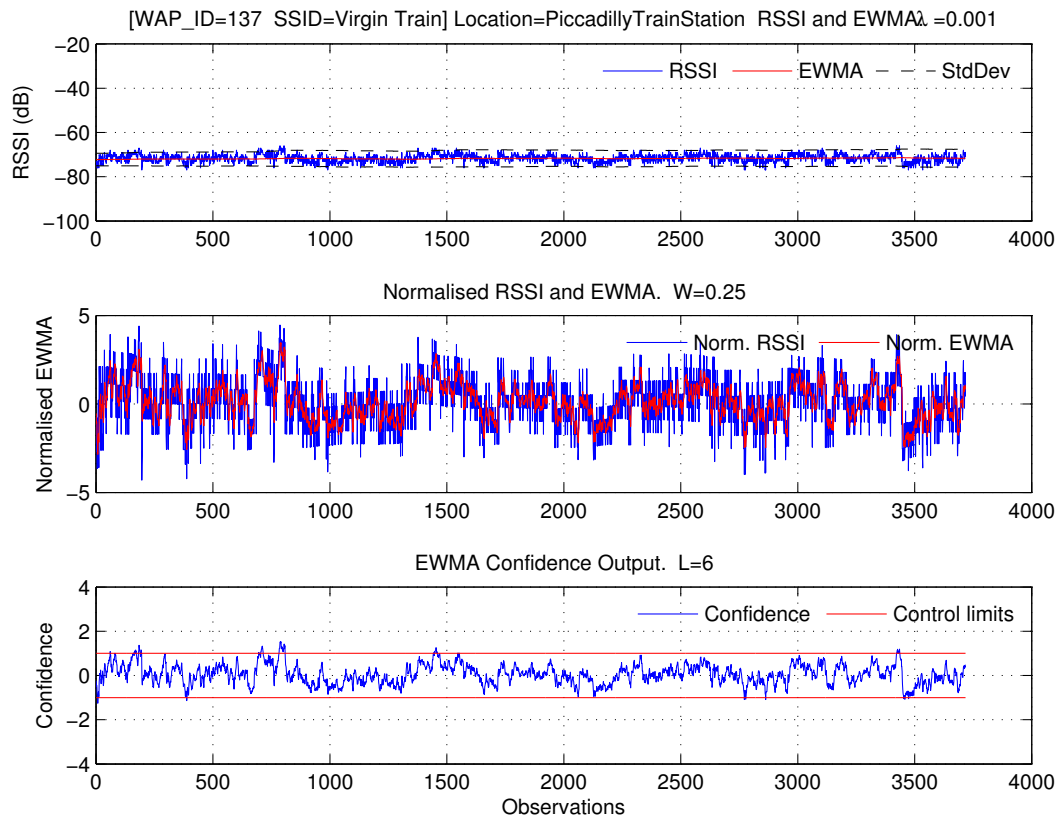 [WAP_ID=137 SSID=Virgin Train] Location=PiccadillyTrainStation RSSI and EWMAλ =0.001
−20
−40
−60
−80
−100
RSSI (dB)
RSSI EWMA StdDev
0 500 1000 1500 2000 2500 3000 3500 4000
Normalised RSSI and EWMA. W=0.25
5
0
−5
Normalised EWMA
Norm. RSSI Norm. EWMA
0 500 1000 1500 2000 2500 3000 3500 4000
EWMA Confidence Output. L=6
4
2
0
−2
−4
Confidence
Confidence Control limits
0 500 1000 1500 2000 2500 3000 3500 4000
Observations